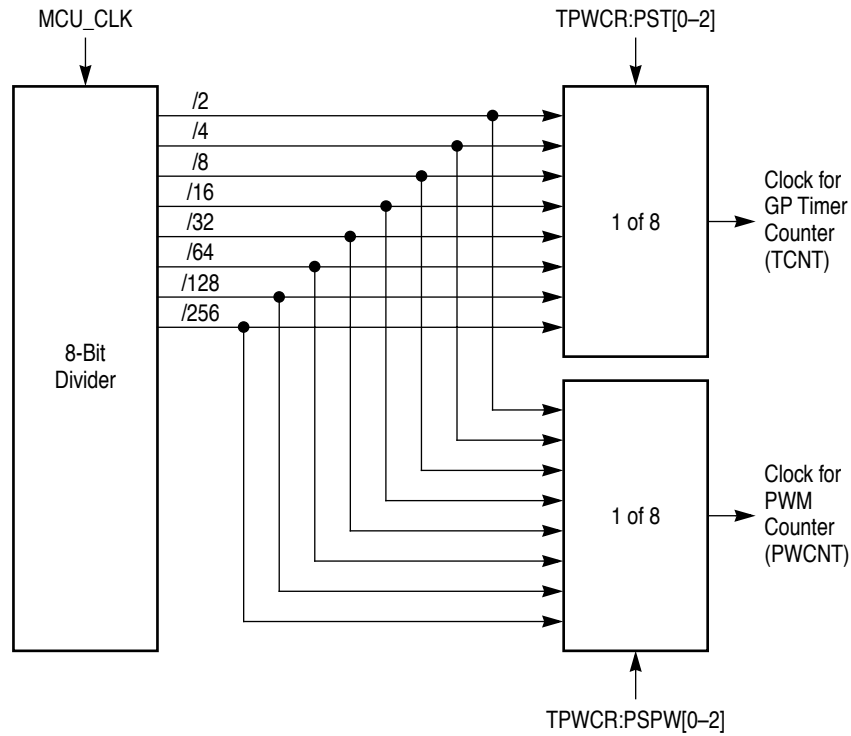 MCU_CLK
TPWCR:PST[0–2]
/2
/4
/8
/16
/32
/64
/128
/256
8-Bit
Divider
1 of 8
Clock for
GP Timer
Counter
(TCNT)
1 of 8
Clock for
PWM
Counter
(PWCNT)
TPWCR:PSPW[0–2]